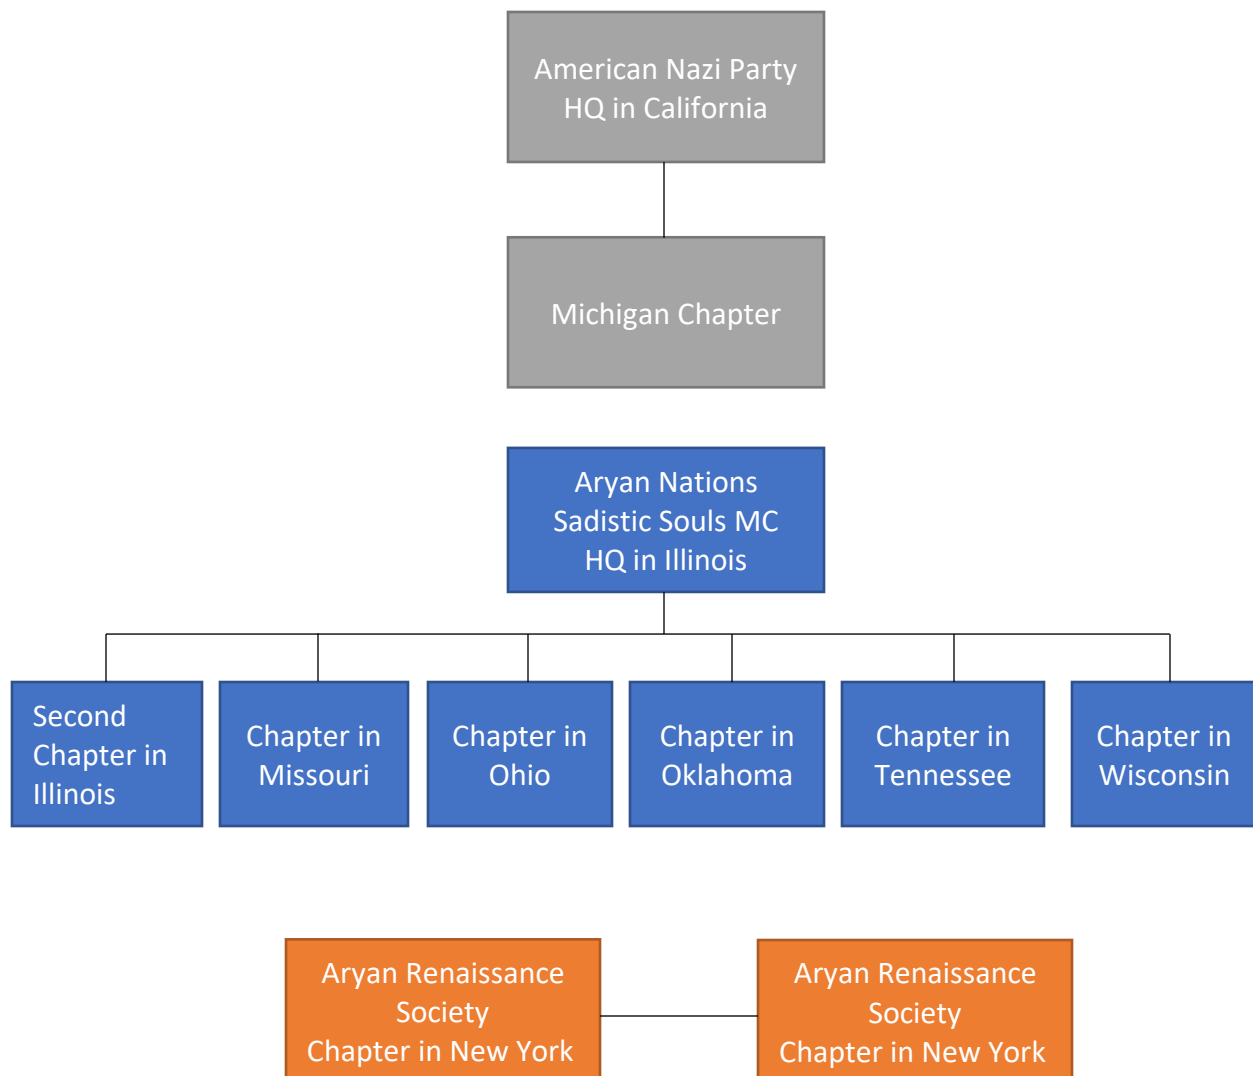 American Nazi Party
HQ in California
Michigan Chapter
Aryan Nations
Sadistic Souls MC
HQ in Illinois
Second
Chapter in
Illinois
Chapter in
Missouri
Chapter in
Ohio
Chapter in
Oklahoma
Chapter in
Tennessee
Chapter in
Wisconsin
Aryan Renaissance
Society
Chapter in New York
Aryan Renaissance
Society
Chapter in New York